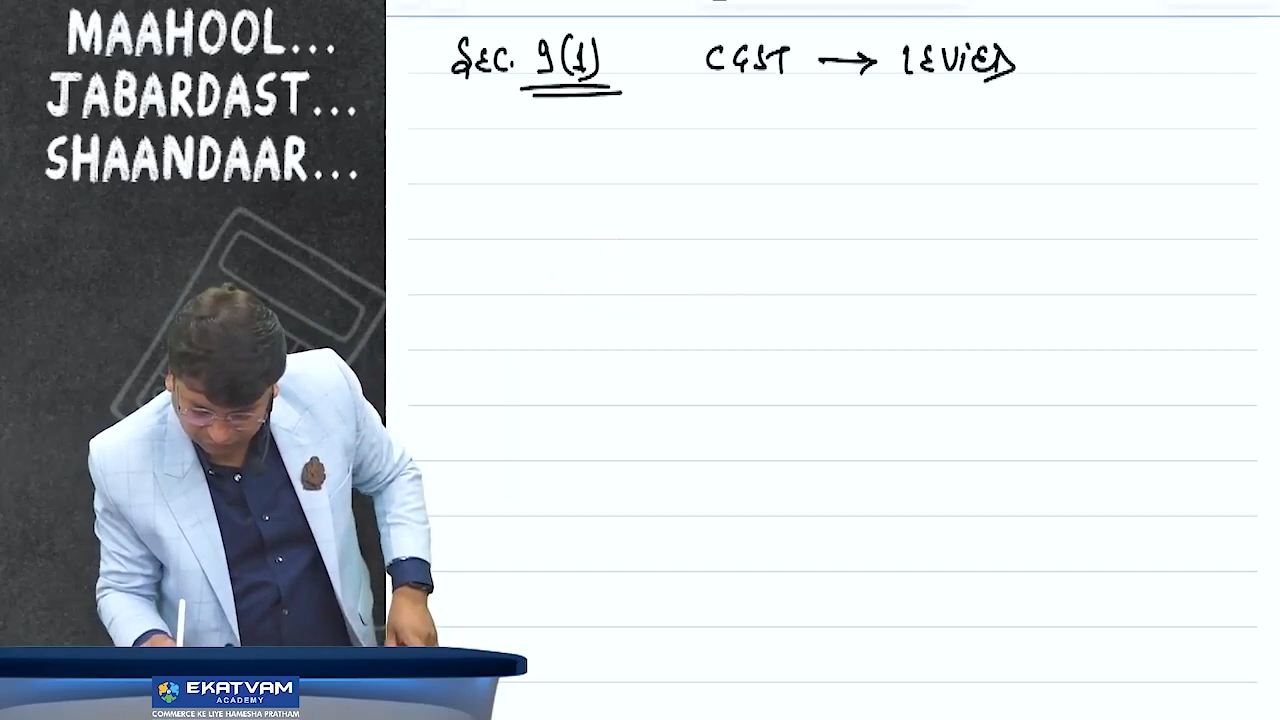 MAAHOOL...
JABARDAST...
SHAANDAAR...
SEC. 9(1) CGST → LEVIED
EKATVAM
ACADEMY
COMMERCE KE LIYE HAMESHA PRATHAM